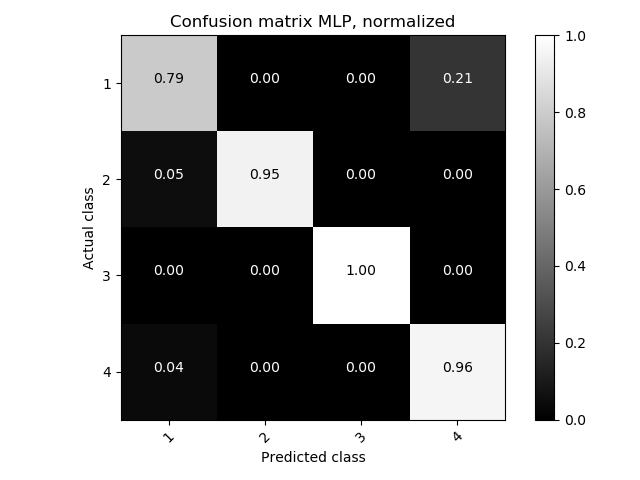 Confusion matrix MLP, normalized
Actual class
1 0.79 0.00 0.00 0.21
2 0.05 0.95 0.00 0.00
3 0.00 0.00 1.00 0.00
4 0.04 0.00 0.00 0.96
1 2 3 4
Predicted class
1.0
0.8
0.6
0.4
0.2
0.0